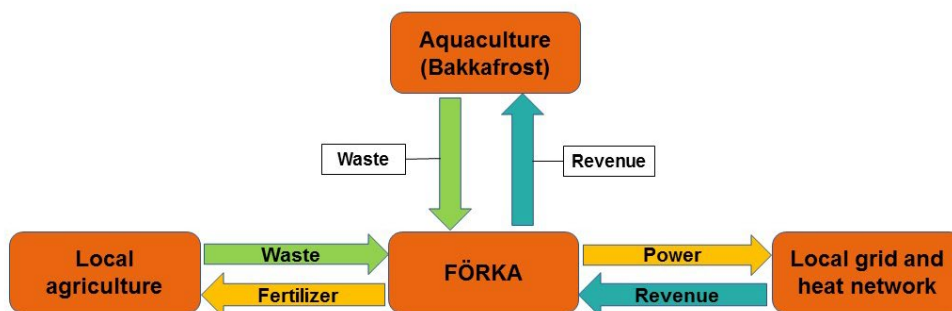 Aquaculture
(Bakkafrost)
Waste
Revenue
Local
agriculture
Waste
Fertilizer
FÖRKA
Power
Revenue
Local grid and
heat network